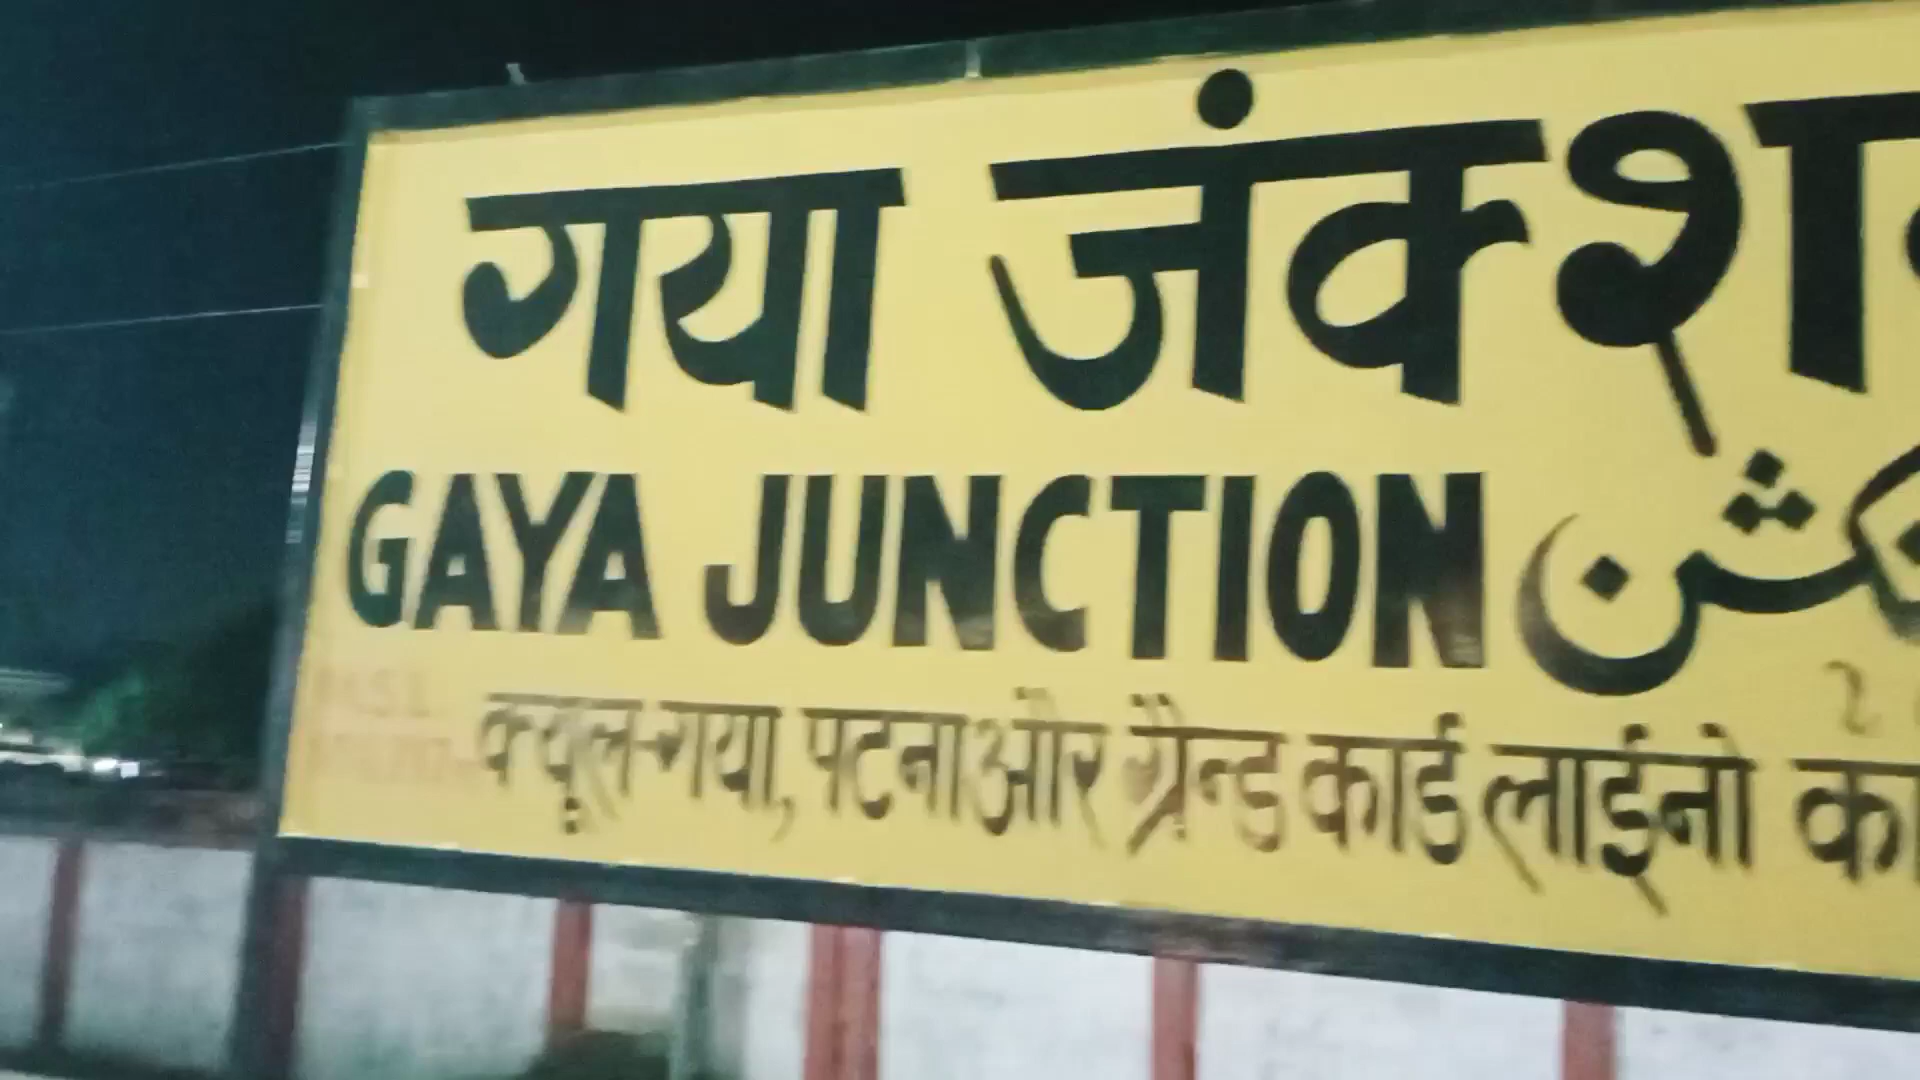 गया जंक्श
GAYA JUNCTION
क्यूल-गया, पटना और ग्रैन्ड कार्ड लाईनो का